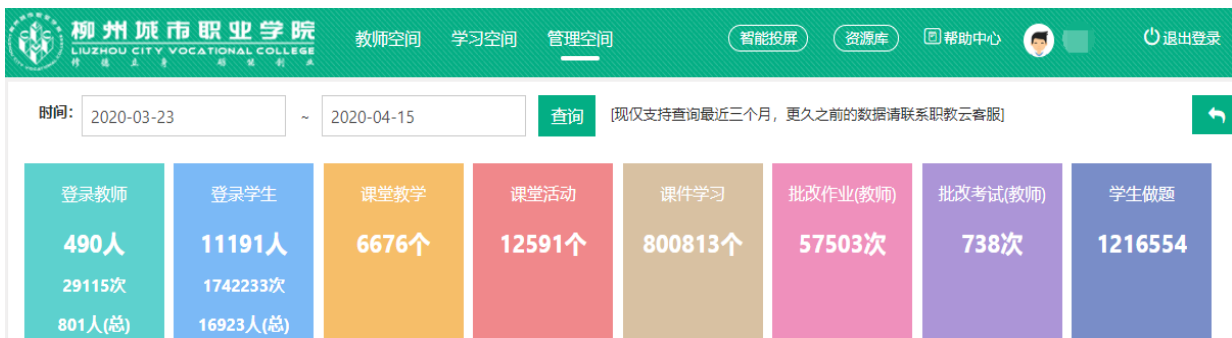 柳州城市职业学院
LIUZHOU CITY VOCATIONAL COLLEGE
教师空间 学习空间 管理空间 智能投屏 资源库 帮助中心 退出登录
时间: 2020-03-23 ~ 2020-04-15 查询 [现仅支持查询最近三个月，更久之前的数据请联系职教云客服]
登录教师 登录学生 课堂教学 课堂活动 课件学习 批改作业(教师) 批改考试(教师) 学生做题
490人 11191人 6676个 12591个 800813个 57503次 738次 1216554
29115次 1742233次
801人(总) 16923人(总)